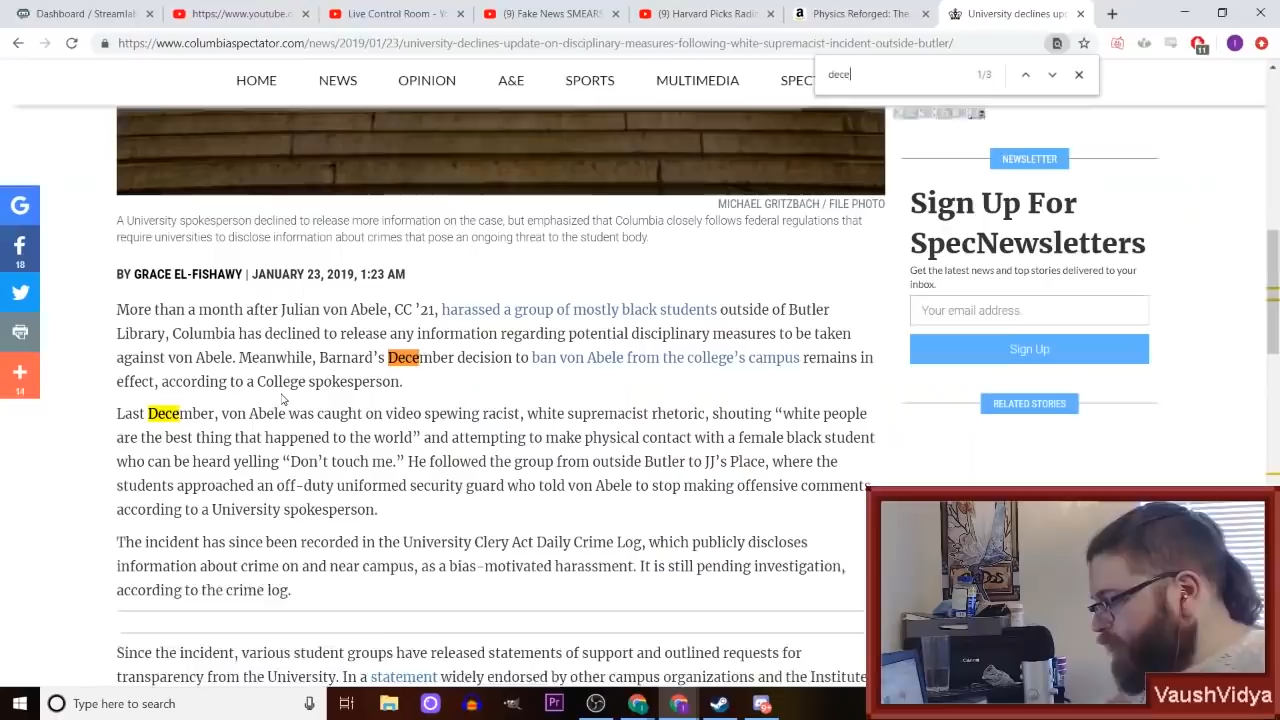 YouTube
Live Control Room - Yo
(9) Fake News SMEARS
(9) Harvard Picks Radic
Physics Reforged: The
University declines upd
https://www.columbiaspectator.com/news/2019/01/23/university-declines-update-on-disciplinary-measures-following-white-supremacist-incident-outside-butler/
11
dece
1/3
HOME NEWS OPINION A&E SPORTS MULTIMEDIA SPECT
MICHAEL GRITZBACH / FILE PHOTO
A University spokesperson declined to release more information on the case, but emphasized that Columbia closely follows federal regulations that
require universities to disclose information about crimes that pose an ongoing threat to the student body.
BY GRACE EL-FISHAWY | JANUARY 23, 2019, 1:23 AM
More than a month after Julian von Abele, CC ’21, harassed a group of mostly black students outside of Butler
Library, Columbia has declined to release any information regarding potential disciplinary measures to be taken
against von Abele. Meanwhile, Barnard’s December decision to ban von Abele from the college’s campus remains in
effect, according to a College spokesperson.
Last December, von Abele was caught on video spewing racist, white supremacist rhetoric, shouting “white people
are the best thing that happened to the world” and attempting to make physical contact with a female black student
who can be heard yelling “Don’t touch me.” He followed the group from outside Butler to JJ’s Place, where the
students approached an off-duty uniformed security guard who told von Abele to stop making offensive comments,
according to a University spokesperson.
The incident has since been recorded in the University Clery Act Daily Crime Log, which publicly discloses
information about crime on and near campus, as a bias-motivated harassment. It is still pending investigation,
according to the crime log.
Since the incident, various student groups have released statements of support and outlined requests for
transparency from the University. In a statement widely endorsed by other campus organizations and the Institute
18
14
NEWSLETTER
Sign Up For
SpecNewsletters
Get the latest news and top stories delivered to your
inbox.
Your email address.
Sign Up
RELATED STORIES
Canon
VaushVidya
Type here to search